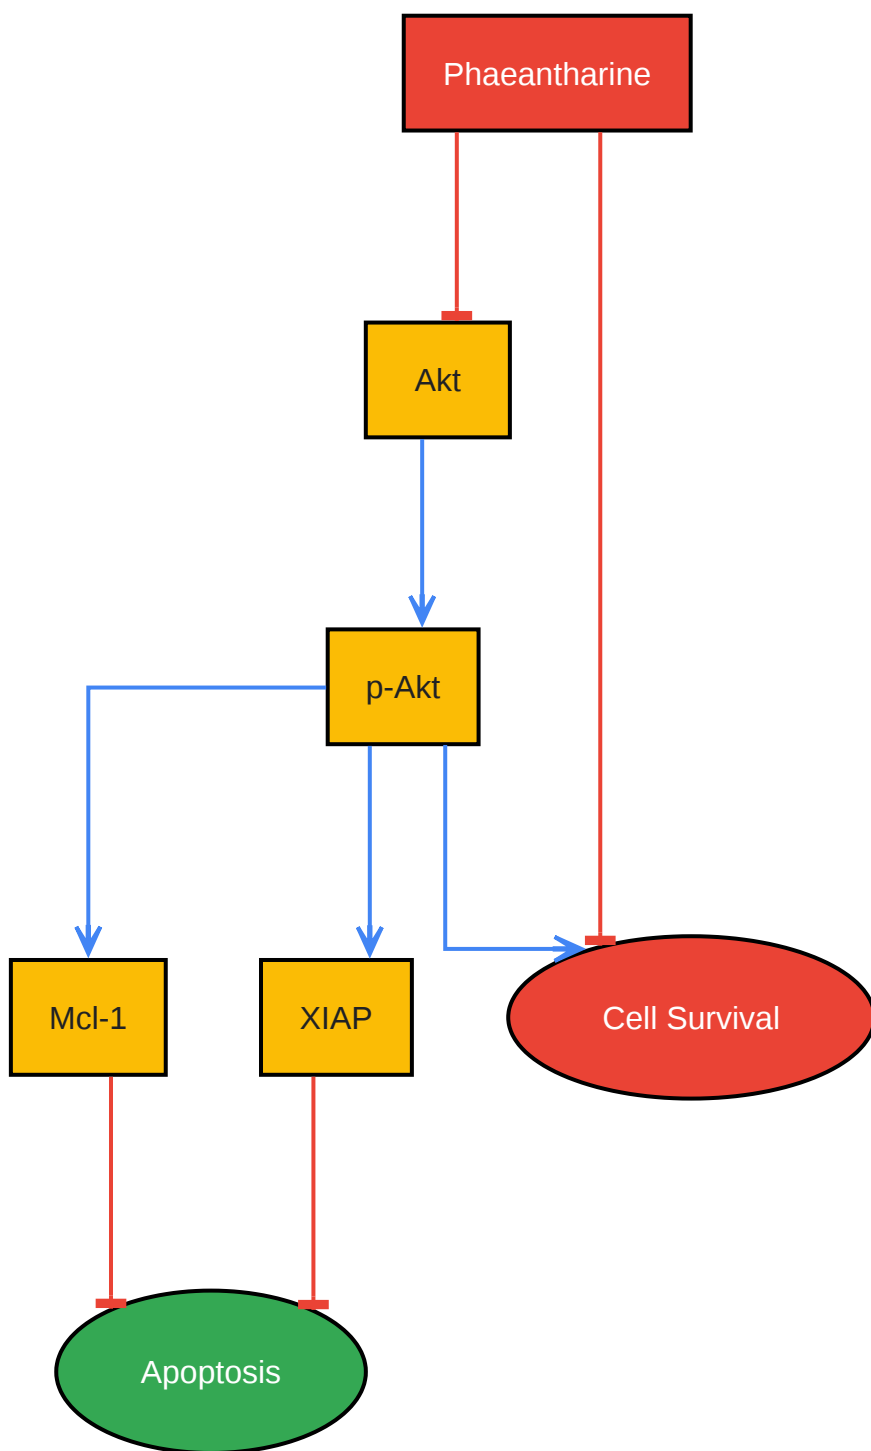 Phaeantharine
Akt
p-Akt
Mcl-1
XIAP
Cell Survival
Apoptosis